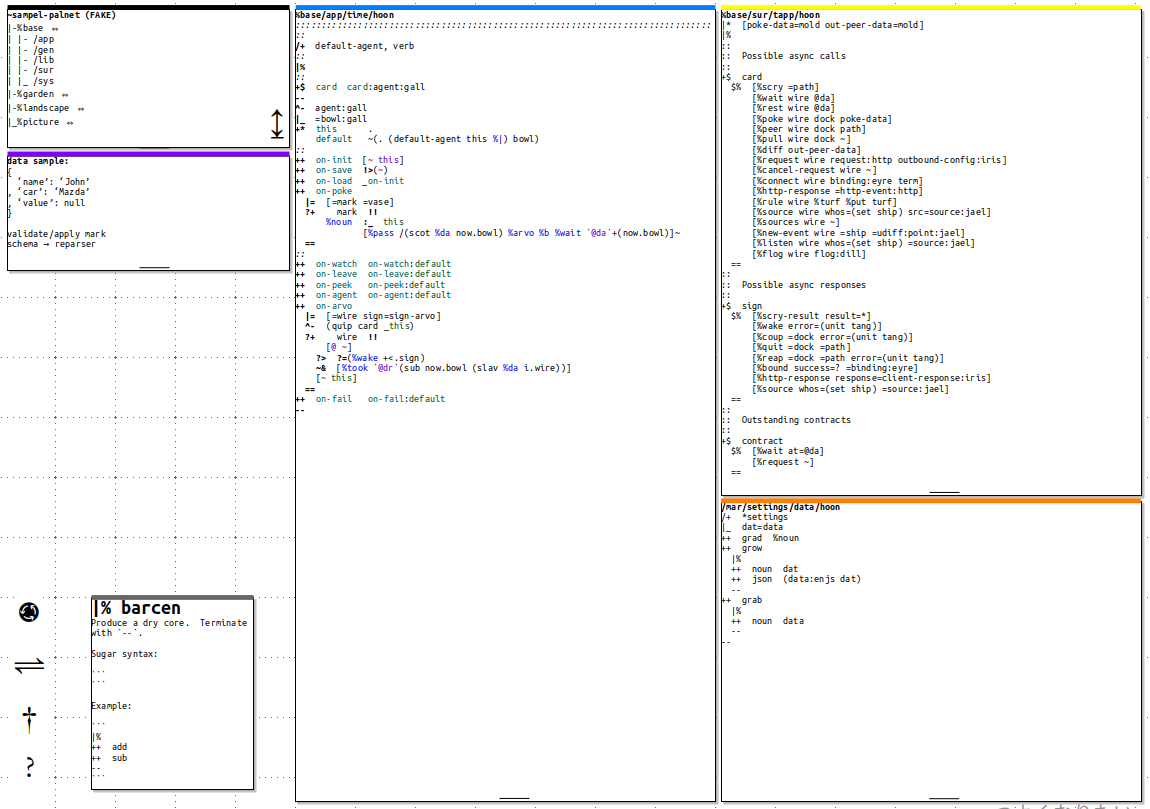 ~sampel-palnet (FAKE)
|-%base ⇔
| |- /app
| |- /gen
| |- /lib
| |- /sur
| |_ /sys
|-%garden ⇔
|-%landscape ⇔
|_%picture ⇔
data sample:
{
, ‘name’: ‘John’
, ‘car’: ‘Mazda’
, ‘value’: null
}
validate/apply mark
schema → reparser
|% barcen
Produce a dry core.  Terminate
with `--`.
Sugar syntax:
```
```
Example:
```
|%
++  add
++  sub
--
```
?
%base/app/time/hoon
::::::::::::::::::::::::::::::::::::::::::::::::::::::::::::::::::::::::::::::::
::
/+  default-agent, verb
::
|%
::
+$  card  card:agent:gall
--
^-  agent:gall
|_  =bowl:gall
+*  this      .
    default   ~(. (default-agent this %|) bowl)
::
++  on-init  [~ this]
++  on-save  !>(~)
++  on-load  _on-init
++  on-poke
  |=  [=mark =vase]
  ?+    mark  !!
      %noun  :_  this
             [%pass /(scot %da now.bowl) %arvo %b %wait `@da`+(now.bowl)]~
  ==
::
++  on-watch  on-watch:default
++  on-leave  on-leave:default
++  on-peek   on-peek:default
++  on-agent  on-agent:default
++  on-arvo
  |=  [=wire sign=sign-arvo]
  ^-  (quip card _this)
  ?+    wire  !!
      [@ ~]
    ?>  ?=(%wake +<.sign)
    ~&  [%took `@dr`(sub now.bowl (slav %da i.wire))]
    [~ this]
  ==
++  on-fail   on-fail:default
--
%base/sur/tapp/hoon
|*  [poke-data=mold out-peer-data=mold]
|%
::
::  Possible async calls
::
+$  card
  $%  [%scry =path]
      [%wait wire @da]
      [%rest wire @da]
      [%poke wire dock poke-data]
      [%peer wire dock path]
      [%pull wire dock ~]
      [%diff out-peer-data]
      [%request wire request:http outbound-config:iris]
      [%cancel-request wire ~]
      [%connect wire binding:eyre term]
      [%http-response =http-event:http]
      [%rule wire %turf %put turf]
      [%source wire whos=(set ship) src=source:jael]
      [%sources wire ~]
      [%new-event wire =ship =udiff:point:jael]
      [%listen wire whos=(set ship) =source:jael]
      [%flog wire flog:dill]
  ==
::
::  Possible async responses
::
+$  sign
  $%  [%scry-result result=*]
      [%wake error=(unit tang)]
      [%coup =dock error=(unit tang)]
      [%quit =dock =path]
      [%reap =dock =path error=(unit tang)]
      [%bound success=? =binding:eyre]
      [%http-response response=client-response:iris]
      [%source whos=(set ship) =source:jael]
  ==
::
::  Outstanding contracts
::
+$  contract
  $%  [%wait at=@da]
      [%request ~]
  ==
/mar/settings/data/hoon
/+  *settings
|_  dat=data
++  grad  %noun
++  grow
  |%
  ++  noun  dat
  ++  json  (data:enjs dat)
  --
++  grab
  |%
  ++  noun  data
  --
--